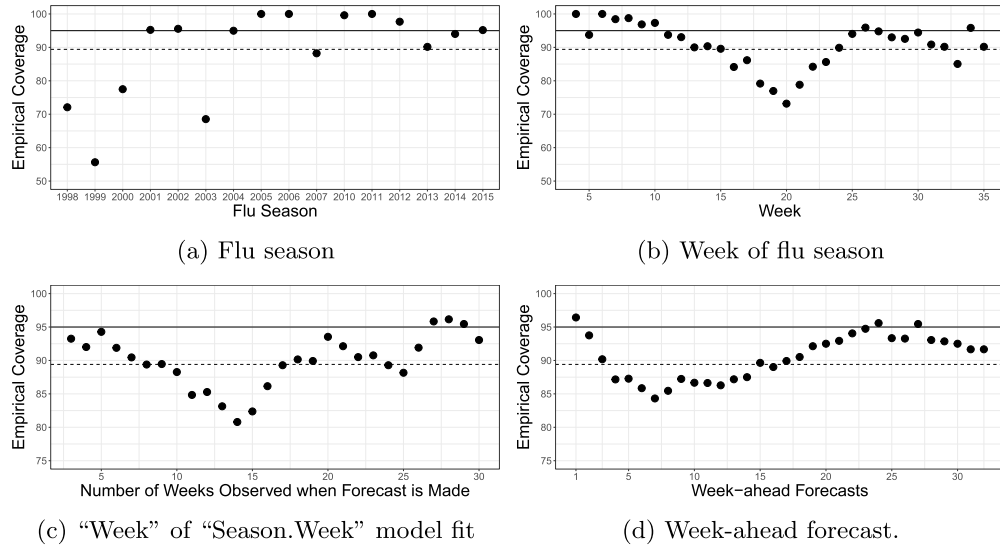 100
90
80
70
60
50
Empirical Coverage
1998 1999 2000 2001 2002 2003 2004 2005 2006 2007 2010 2011 2012 2013 2014 2015
Flu Season
(a) Flu season
100
90
80
70
60
50
Empirical Coverage
5 10 15 20 25 30 35
Week
(b) Week of flu season
100
95
90
85
80
75
Empirical Coverage
5 10 15 20 25 30
Number of Weeks Observed when Forecast is Made
(c) “Week” of “Season.Week” model fit
100
95
90
85
80
75
Empirical Coverage
1 5 10 15 20 25 30
Week−ahead Forecasts
(d) Week-ahead forecast.